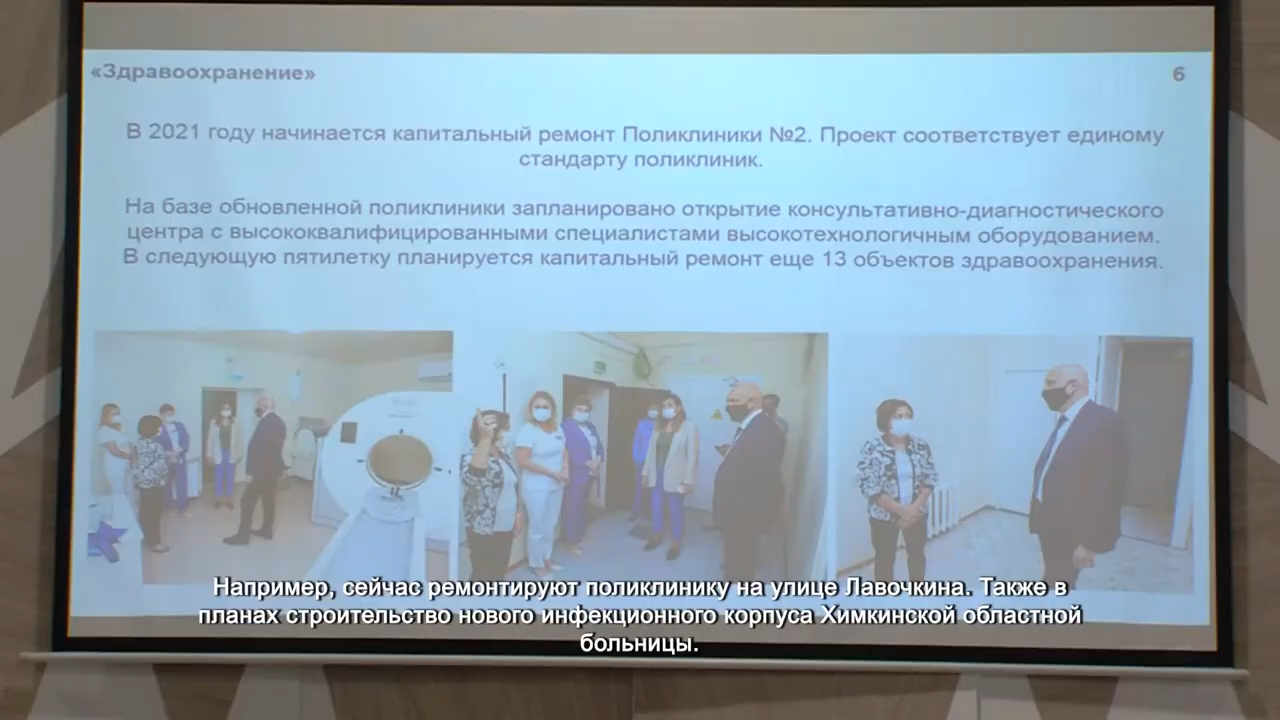 «Здравоохранение»
6
В 2021 году начинается капитальный ремонт Поликлиники №2. Проект соответствует единому
стандарту поликлиник.
На базе обновленной поликлиники запланировано открытие консультативно-диагностического
центра с высококвалифицированными специалистами высокотехнологичным оборудованием.
В следующую пятилетку планируется капитальный ремонт еще 13 объектов здравоохранения.
Например, сейчас ремонтируют поликлинику на улице Лавочкина. Также в
планах строительство нового инфекционного корпуса Химкинской областной
больницы.